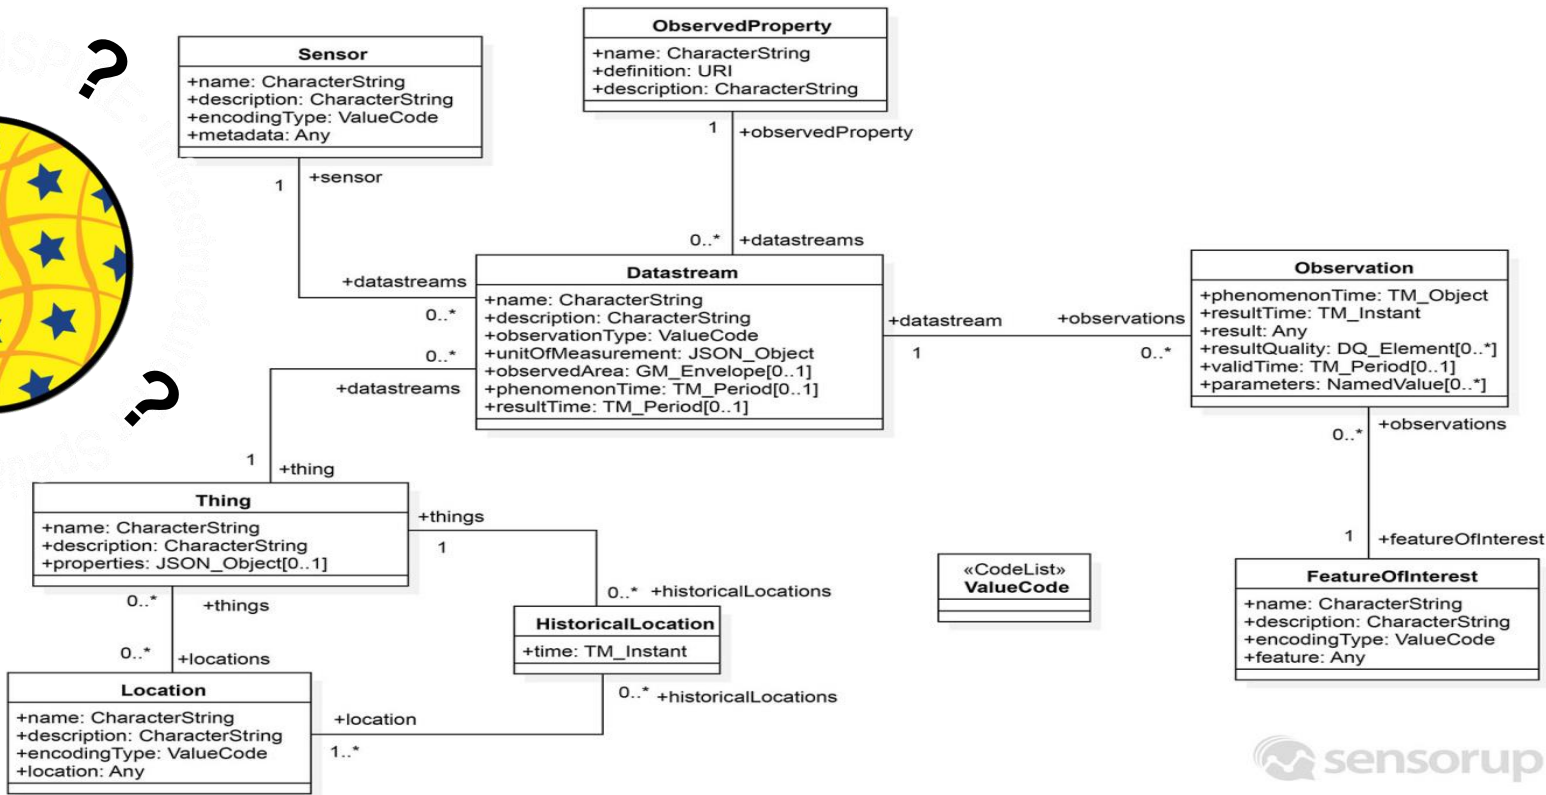 ?
Sensor
+name: CharacterString
+description: CharacterString
+encodingType: ValueCode
+metadata: Any
1
+sensor
ObservedProperty
+name: CharacterString
+definition: URI
+description: CharacterString
1
+observedProperty
0..*
+datastreams
+datastreams
0..*
Datastream
+name: CharacterString
+description: CharacterString
+observationType: ValueCode
+unitOfMeasurement: JSON_Object
+observedArea: GM_Envelope[0..1]
+phenomenonTime: TM_Period[0..1]
+resultTime: TM_Period[0..1]
+datastream
1
+observations
0..*
Observation
+phenomenonTime: TM_Object
+resultTime: TM_Instant
+result: Any
+resultQuality: DQ_Element[0..*]
+validTime: TM_Period[0..1]
+parameters: NamedValue[0..*]
0..*
+observations
1
+featureOfInterest
FeatureOfInterest
+name: CharacterString
+description: CharacterString
+encodingType: ValueCode
+feature: Any
0..*
+datastreams
?
1
+thing
Thing
+name: CharacterString
+description: CharacterString
+properties: JSON_Object[0..1]
+things
1
0..*
+historicalLocations
HistoricalLocation
+time: TM_Instant
0..*
+historicalLocations
«CodeList»
ValueCode
0..*
+things
0..*
+locations
Location
+name: CharacterString
+description: CharacterString
+encodingType: ValueCode
+location: Any
+location
1..*
sensorup